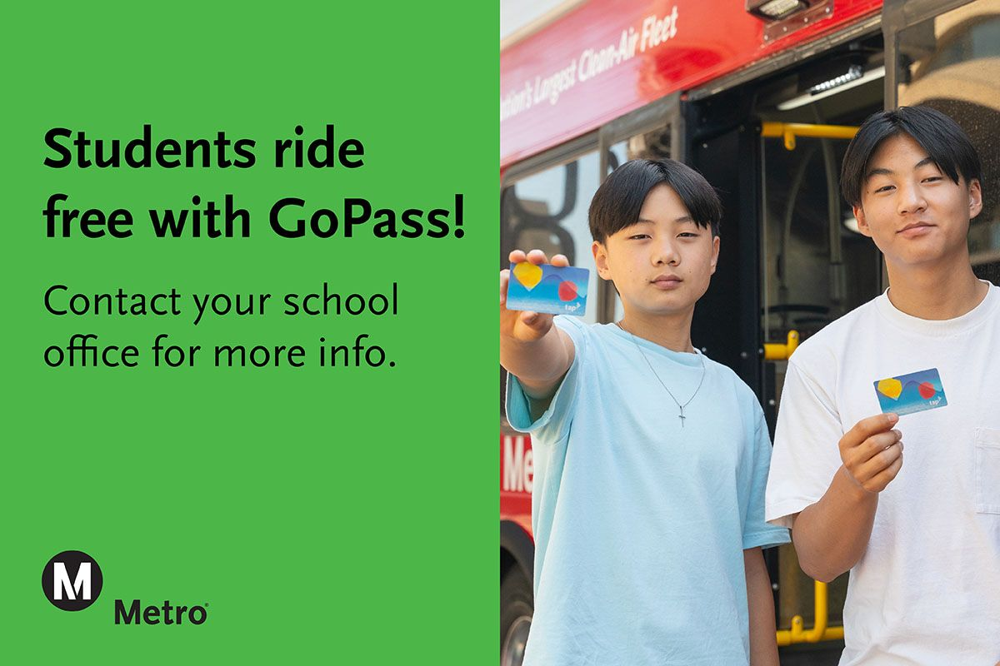 Students ride
free with GoPass!
Contact your school
office for more info.
M
Metro®
Largest Clean-Air Fleet
tap
tap
Me